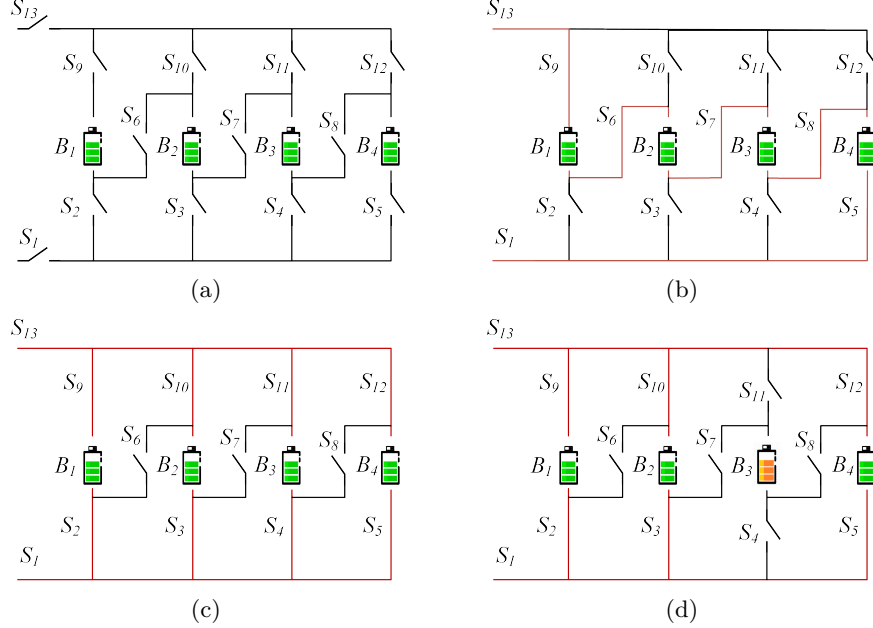 S13 S13
S9 S10 S11 S12 S9 S10 S11 S12
S6 S7 S8 S6 S7 S8
B1 B2 B3 B4 B1 B2 B3 B4
S2 S3 S4 S5 S2 S3 S4 S5
S1 S1
(a) (b)
S13 S13
S9 S10 S11 S12 S9 S10 S11 S12
S6 S7 S8 S6 S7 S8
B1 B2 B3 B4 B1 B2 B3 B4
S2 S3 S4 S5 S2 S3 S4 S5
S1 S1
(c) (d)